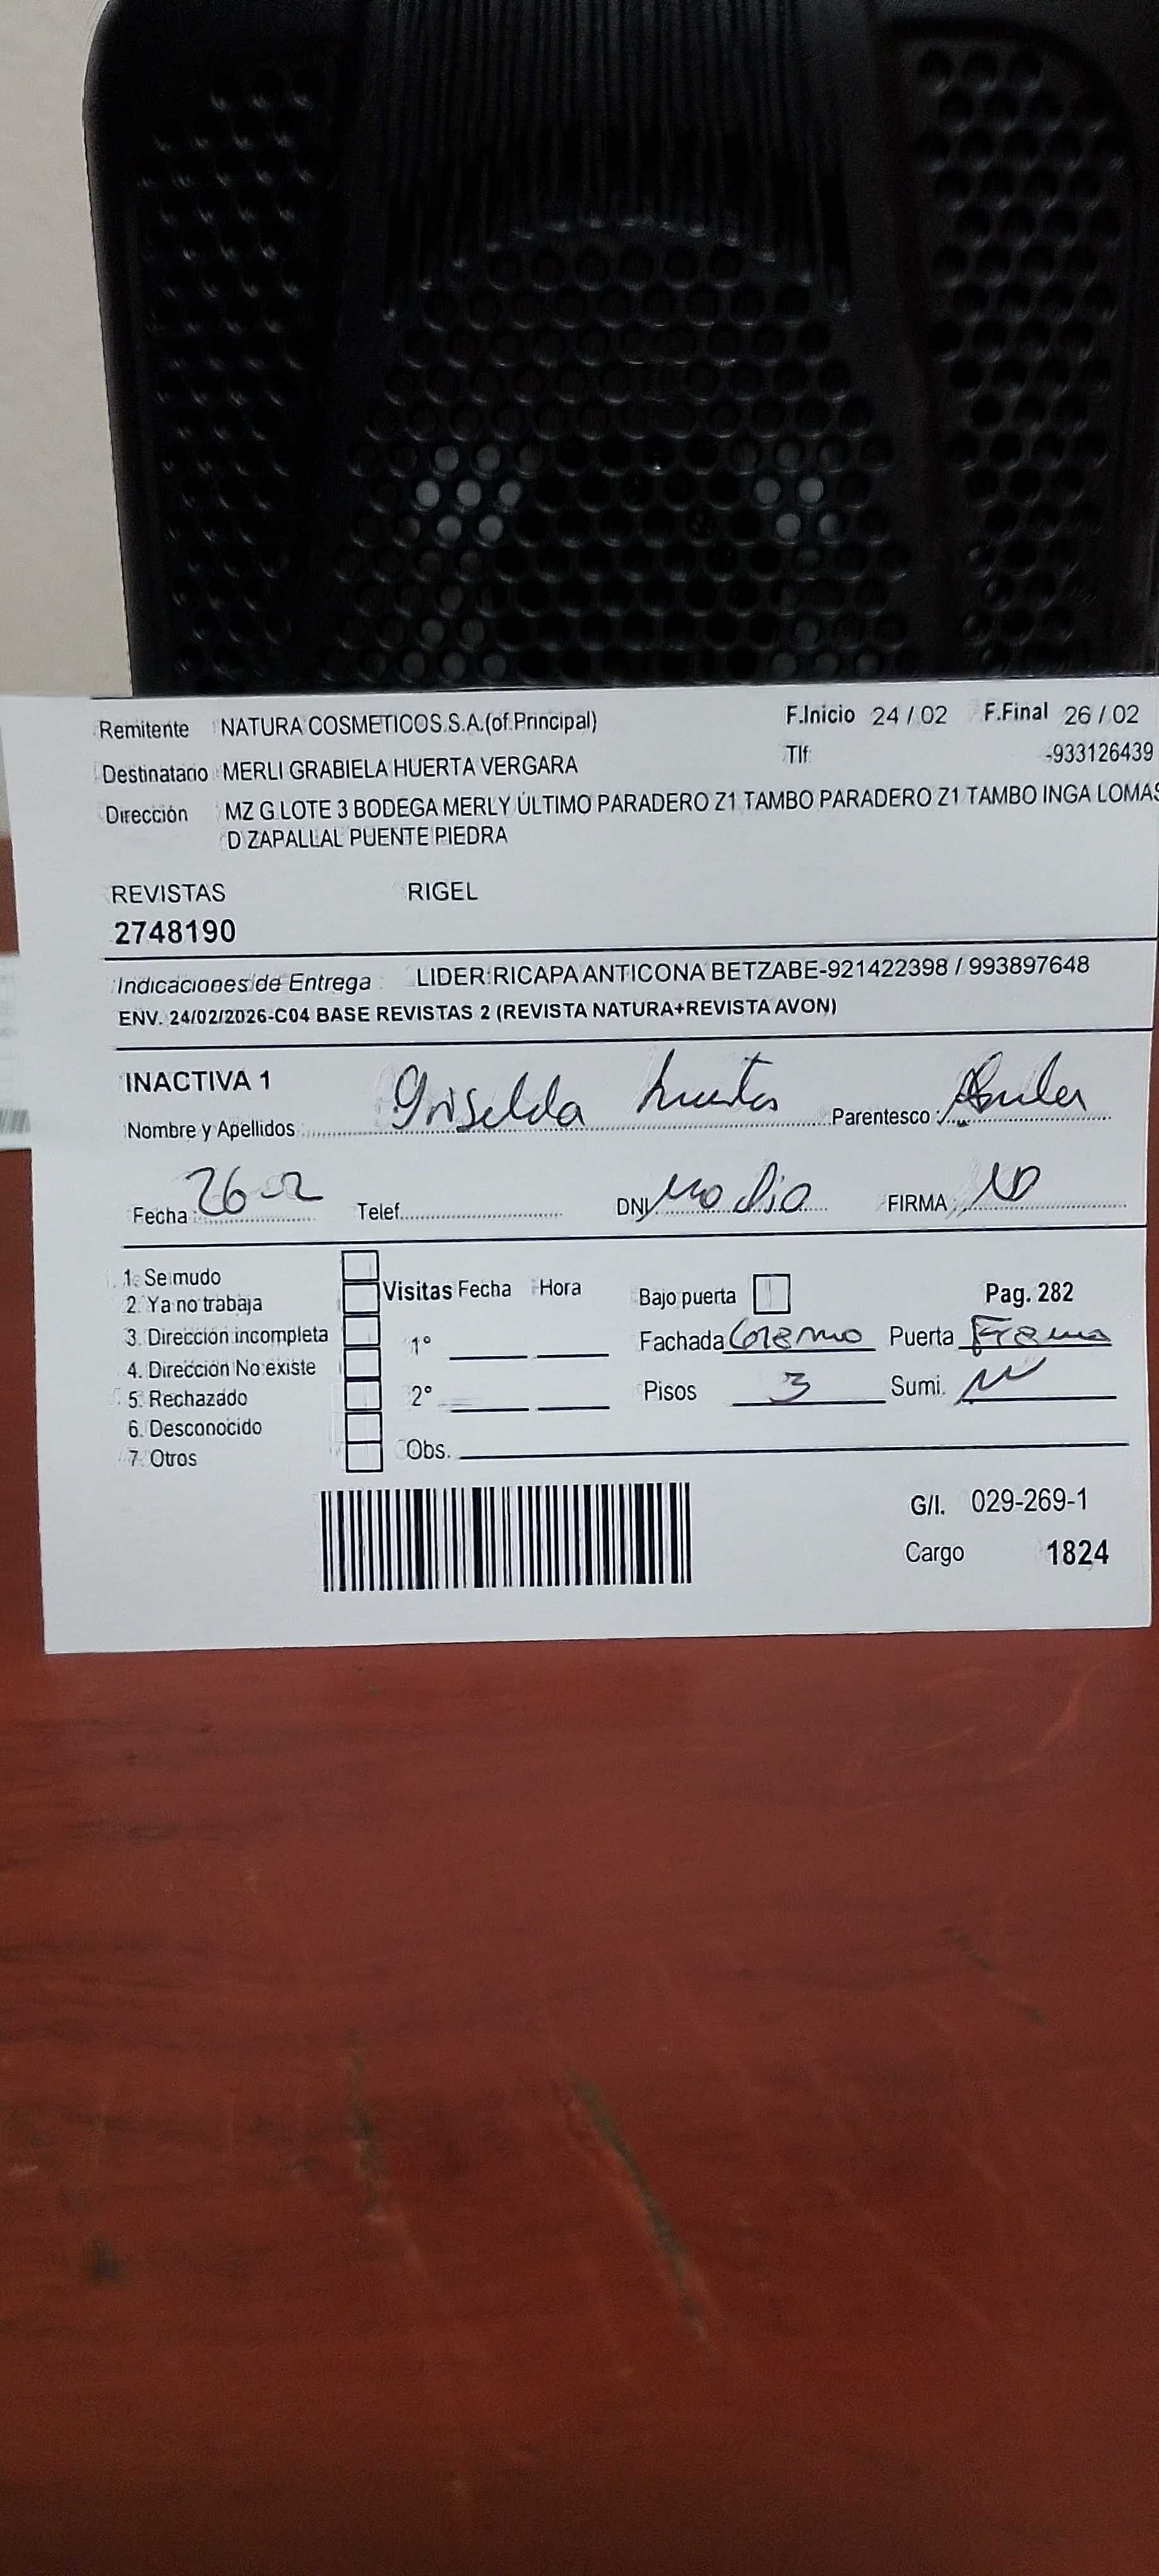 Remitente NATURA COSMETICOS.S.A.(of.Principal) F.Inicio 24 / 02 F.Final 26 / 02
Destinatario MERLI GRABIELA HUERTA VERGARA Tlf: -933126439
Dirección MZ G LOTE 3 BODEGA MERLY ÚLTIMO PARADERO Z1 TAMBO PARADERO Z1 TAMBO INGA LOMAS
D ZAPALLAL PUENTE PIEDRA
REVISTAS RIGEL
2748190
Indicaciones de Entrega : LIDER:RICAPA ANTICONA BETZABE-921422398 / 993897648
ENV. 24/02/2026-C04 BASE REVISTAS 2 (REVISTA NATURA+REVISTA AVON)
INACTIVA 1
Nombre y Apellidos Griselda Huertas Parentesco :
Fecha : 26-02 Telef. DNI No dio FIRMA : NO
1. Se mudo
2. Ya no trabaja
3. Dirección incompleta
4. Dirección No existe
5. Rechazado
6. Desconocido
7. Otros
Visitas Fecha Hora
1°
2°
Obs.
Bajo puerta Pag. 282
Fachada Cremo Puerta
Pisos 3 Sumi.
G/I. 029-269-1
Cargo 1824